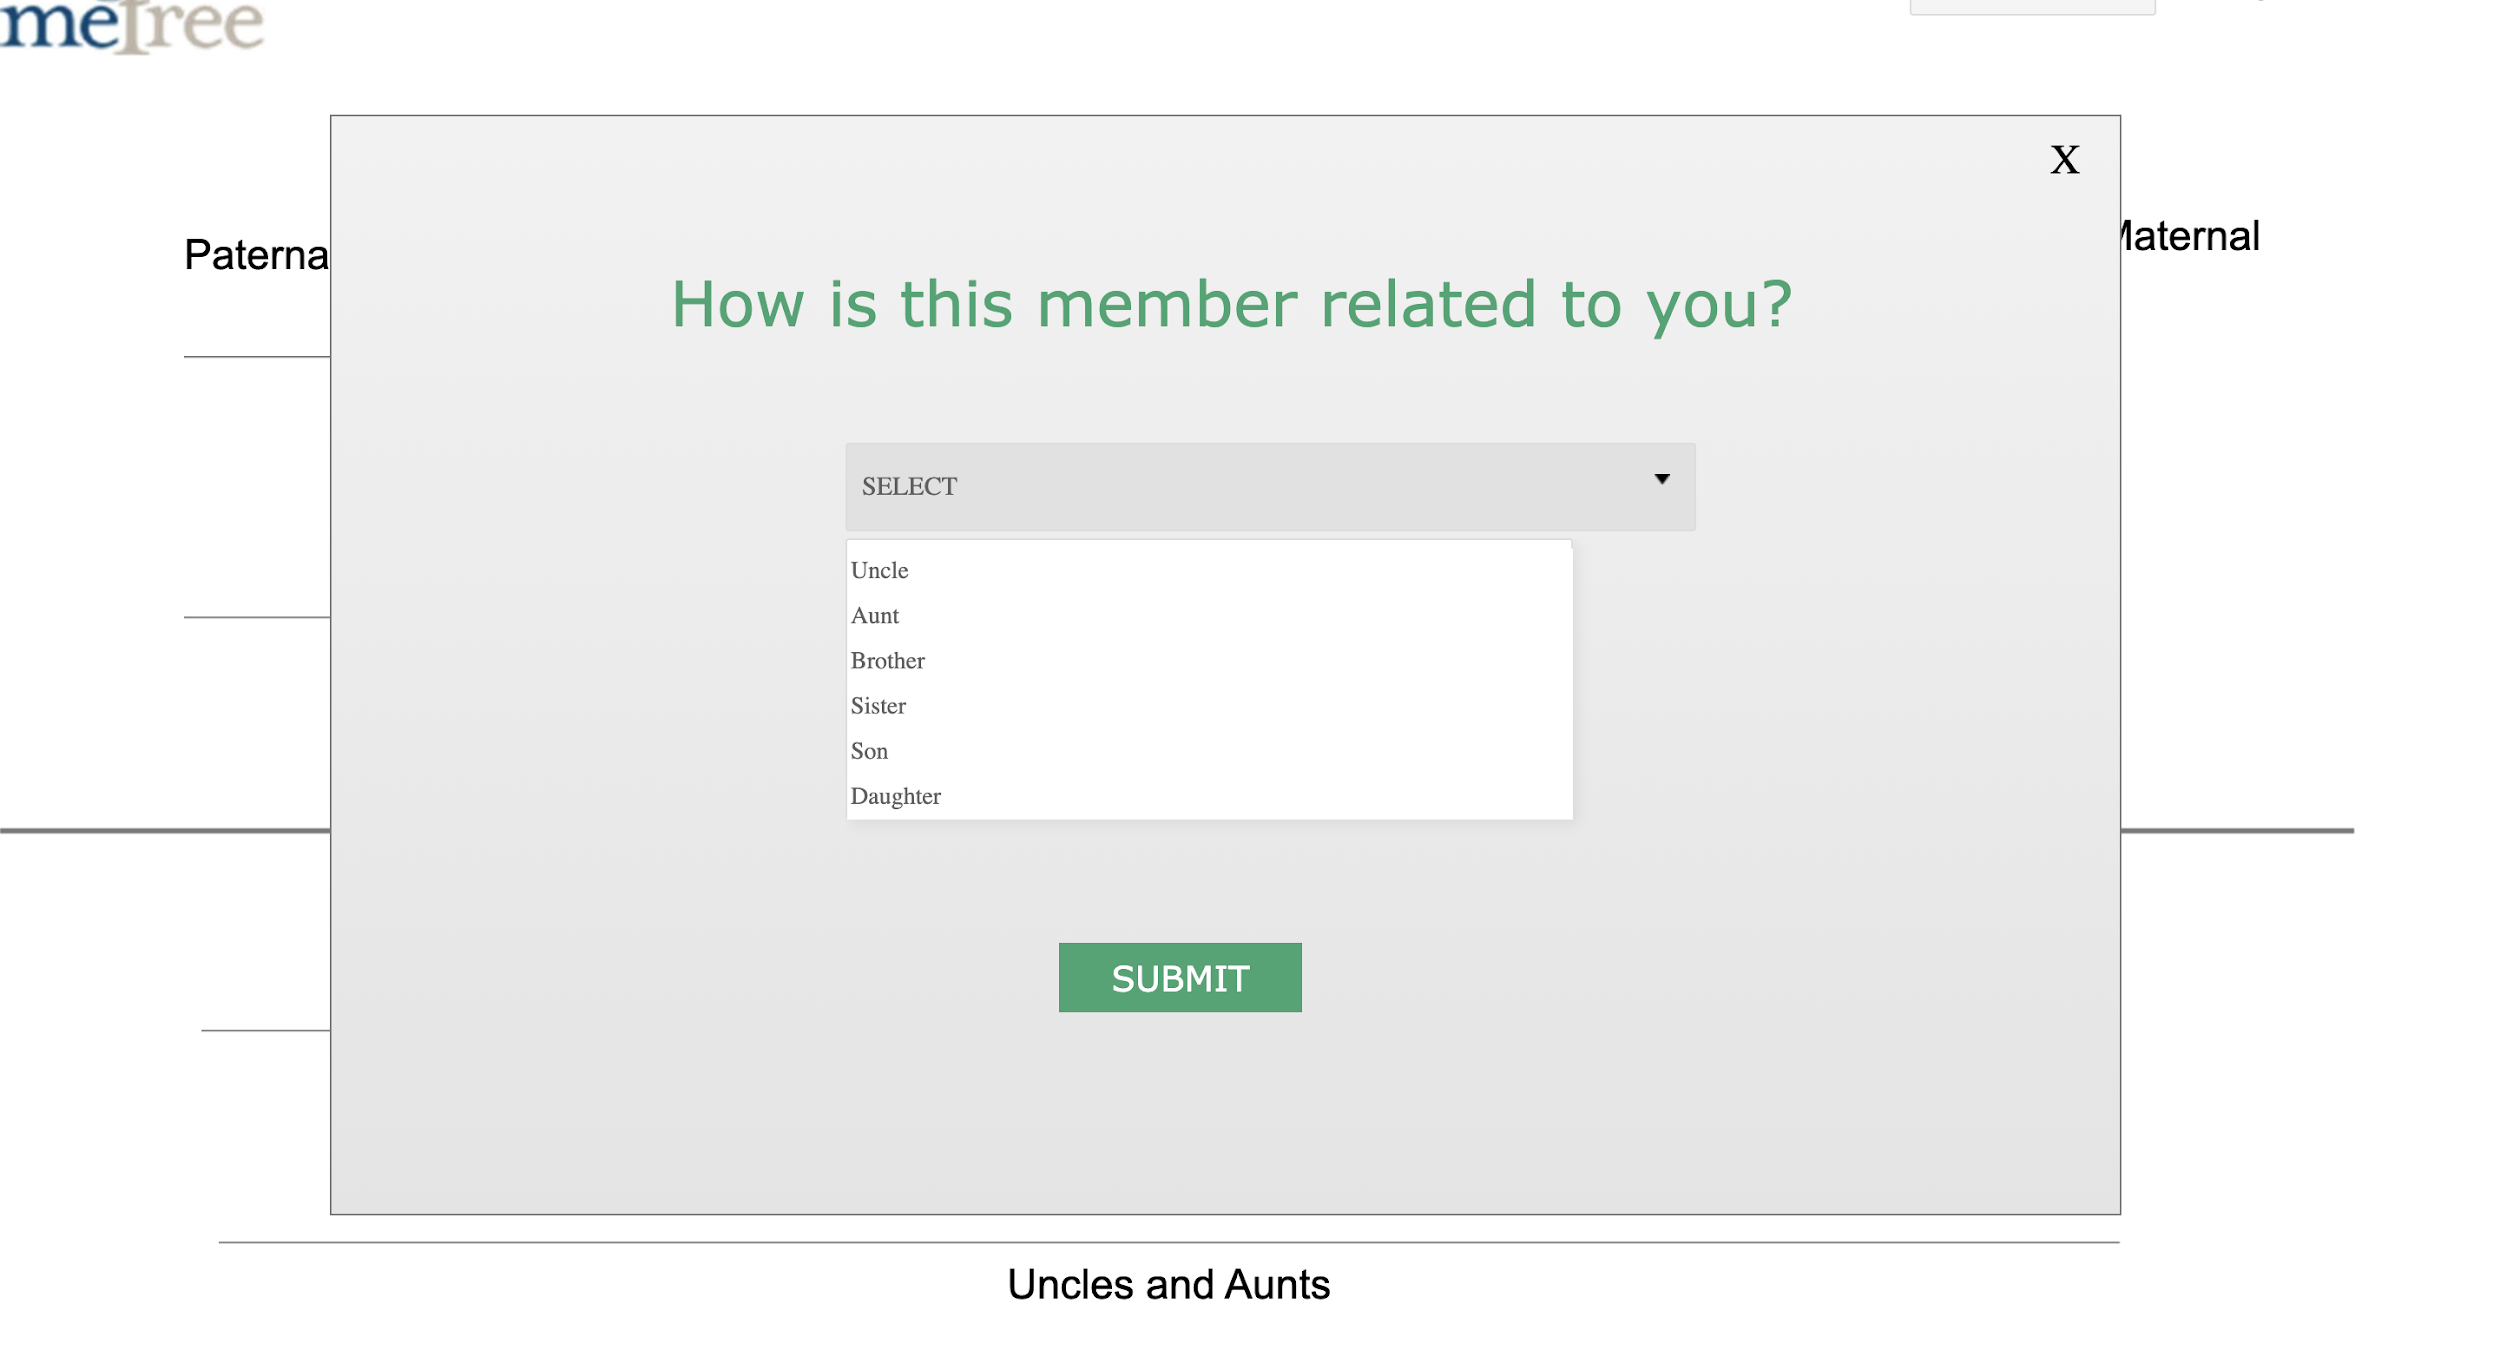 meTree
X
Paterna
Maternal
How is this member related to you?
SELECT
Uncle
Aunt
Brother
Sister
Son
Daughter
SUBMIT
Uncles and Aunts